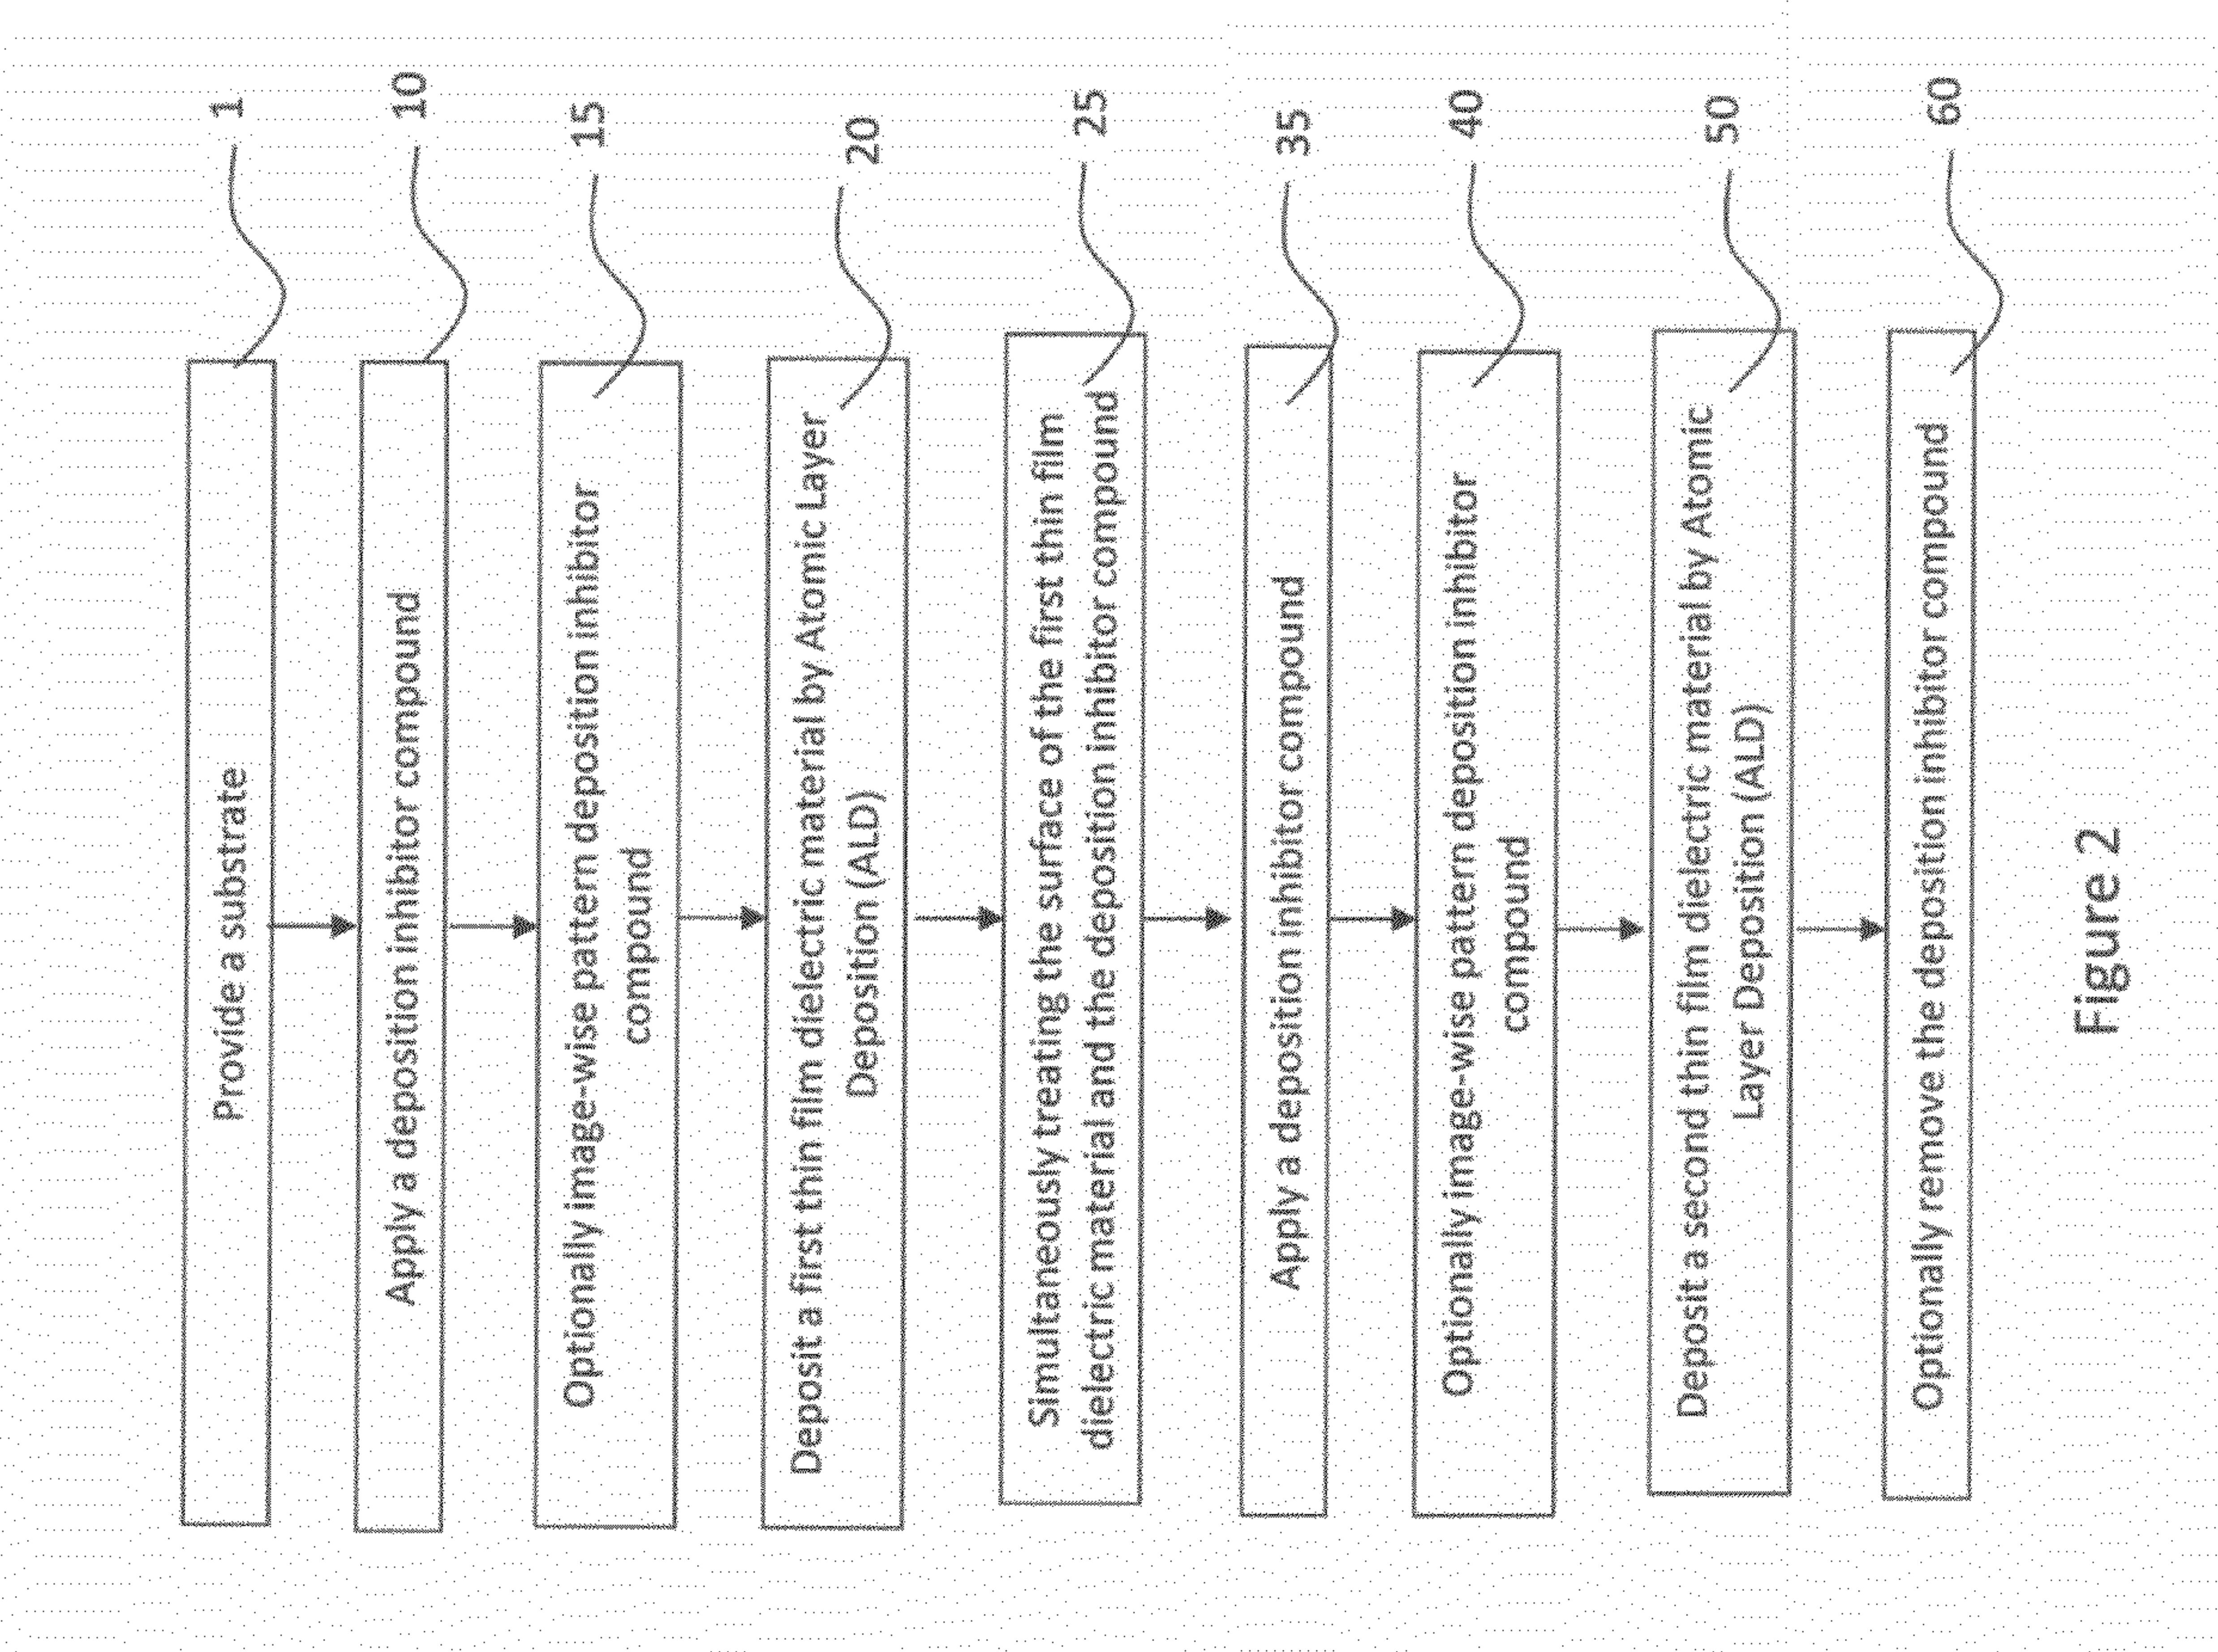 Provide a substrate
1
Apply a deposition inhibitor compound
10
Optionally image-wise pattern deposition inhibitor
compound
15
Deposit a first thin film dielectric material by Atomic Layer
Deposition (ALD)
20
Simultaneously treating the surface of the first thin film
dielectric material and the deposition inhibitor compound
25
Apply a deposition inhibitor compound
35
Optionally image-wise pattern deposition inhibitor
compound
40
Deposit a second thin film dielectric material by Atomic
Layer Deposition (ALD)
50
Optionally remove the deposition inhibitor compound
60
Figure 2